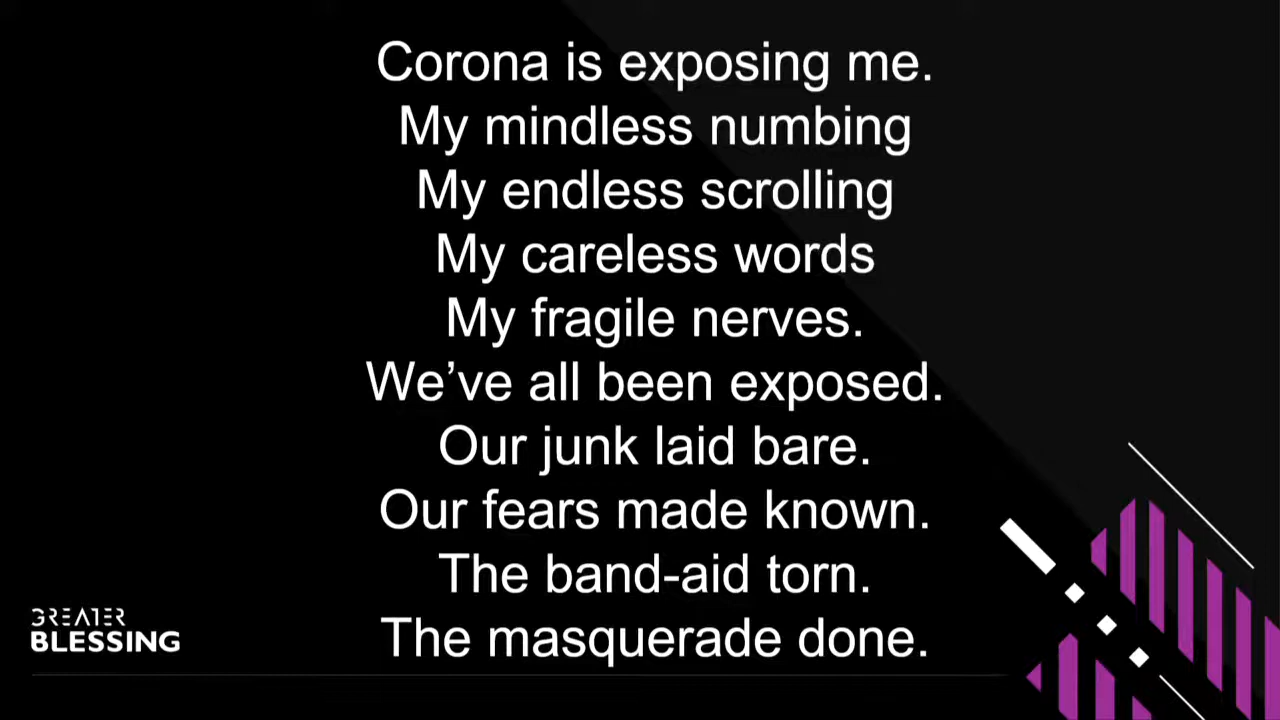 Corona is exposing me.
My mindless numbing
My endless scrolling
My careless words
My fragile nerves.
We’ve all been exposed.
Our junk laid bare.
Our fears made known.
The band-aid torn.
The masquerade done.
GREATER
BLESSING